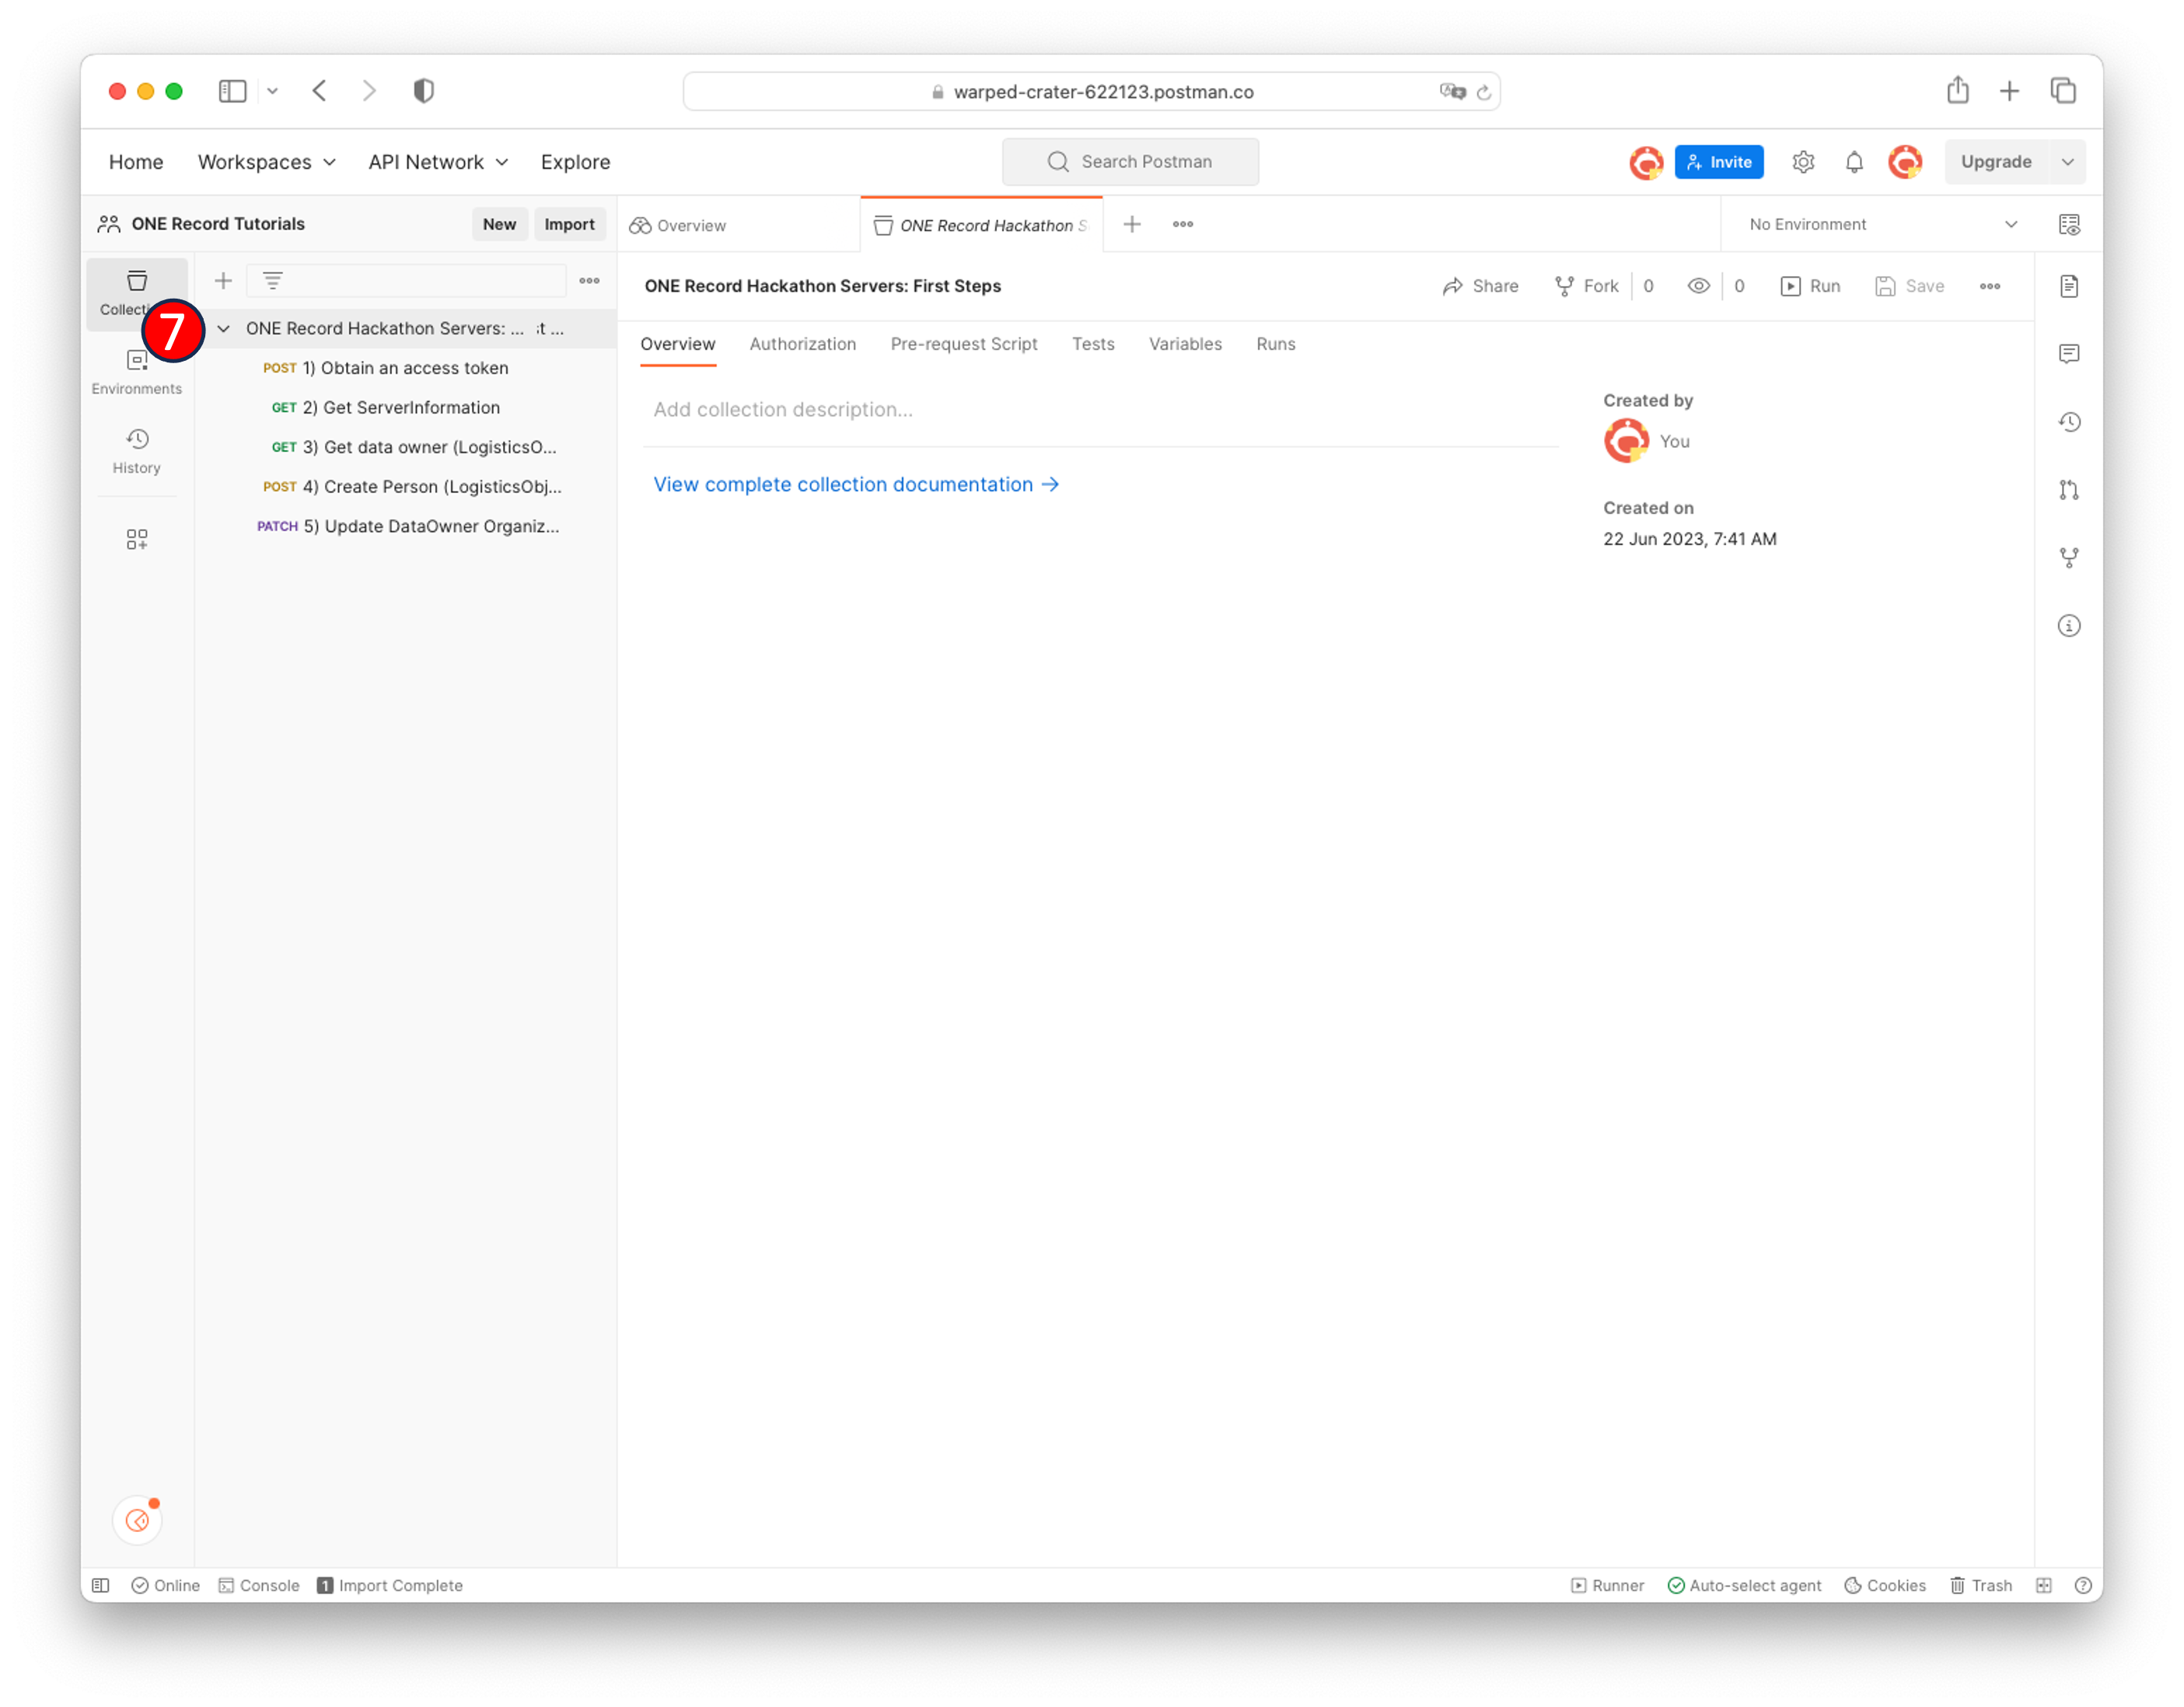 warped-crater-622123.postman.co
Home Workspaces API Network Explore Search Postman Invite Upgrade
ONE Record Tutorials New Import Overview ONE Record Hackathon S No Environment
Collecti
7
Environments
History
ONE Record Hackathon Servers: ... st ...
POST 1) Obtain an access token
GET 2) Get ServerInformation
GET 3) Get data owner (LogisticsO...
POST 4) Create Person (LogisticsObj...
PATCH 5) Update DataOwner Organiz...
ONE Record Hackathon Servers: First Steps Share Fork 0 0 Run Save
Overview Authorization Pre-request Script Tests Variables Runs
Add collection description...
View complete collection documentation →
Created by
You
Created on
22 Jun 2023, 7:41 AM
Online Console 1 Import Complete Runner Auto-select agent Cookies Trash